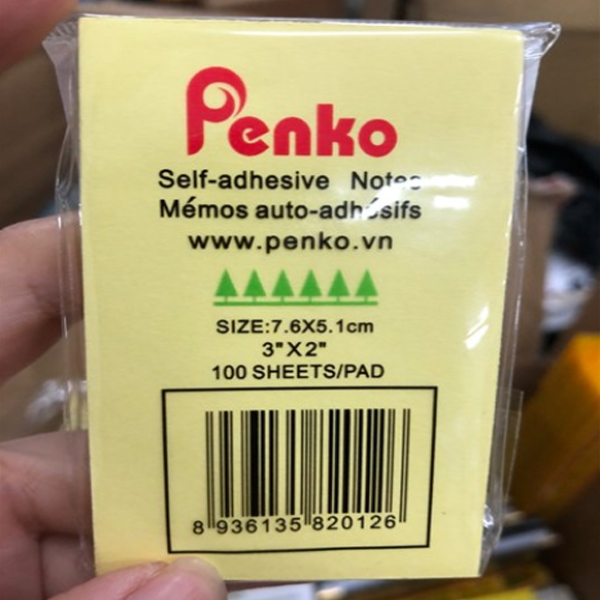 Penko
Self-adhesive Notes
Mémos auto-adhésifs
www.penko.vn
SIZE:7.6X5.1cm
3"X2"
100 SHEETS/PAD
8 936135 820126